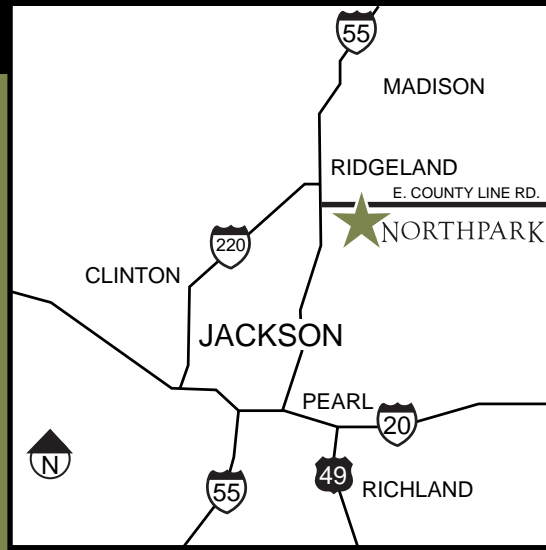 55
MADISON
RIDGELAND
E. COUNTY LINE RD.
NORTHPARK
220
CLINTON
JACKSON
PEARL
20
N
55
49
RICHLAND